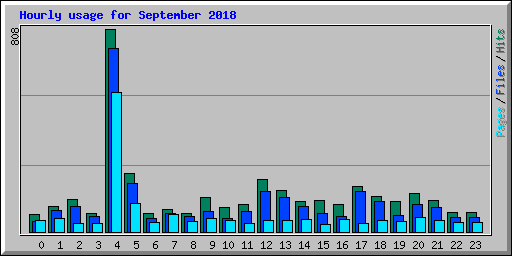 Hourly usage for September 2018
808
Pages/Files/Hits
0 1 2 3 4 5 6 7 8 9 10 11 12 13 14 15 16 17 18 19 20 21 22 23